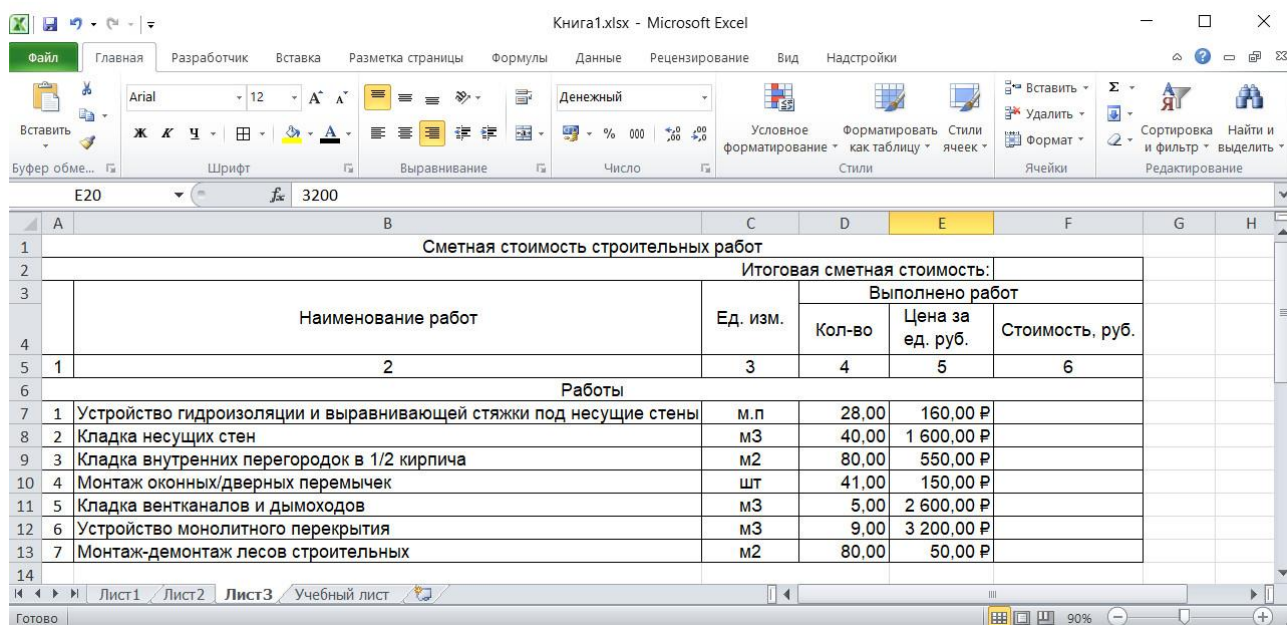 Книга1.xlsx - Microsoft Excel
Файл Главная Разработчик Вставка Разметка страницы Формулы Данные Рецензирование Вид Надстройки
Вставить
Буфер обме...
Arial 12
Ж К Ч
Шрифт
Выравнивание
Денежный
% 000
Число
Условное форматирование
Форматировать как таблицу
Стили ячеек
Стили
Вставить
Удалить
Формат
Ячейки
Σ
Сортировка и фильтр
Найти и выделить
Редактирование
E20 fx 3200
A B C D E F G H
1 Сметная стоимость строительных работ
2 Итоговая сметная стоимость:
3 Наименование работ Ед. изм. Выполнено работ
4 Кол-во Цена за ед. руб. Стоимость, руб.
5 1 2 3 4 5 6
6 Работы
7 1 Устройство гидроизоляции и выравнивающей стяжки под несущие стены м.п 28,00 160,00 ₽
8 2 Кладка несущих стен м3 40,00 1 600,00 ₽
9 3 Кладка внутренних перегородок в 1/2 кирпича м2 80,00 550,00 ₽
10 4 Монтаж оконных/дверных перемычек шт 41,00 150,00 ₽
11 5 Кладка вентканалов и дымоходов м3 5,00 2 600,00 ₽
12 6 Устройство монолитного перекрытия м3 9,00 3 200,00 ₽
13 7 Монтаж-демонтаж лесов строительных м2 80,00 50,00 ₽
14
Лист1 Лист2 Лист3 Учебный лист
Готово 90%